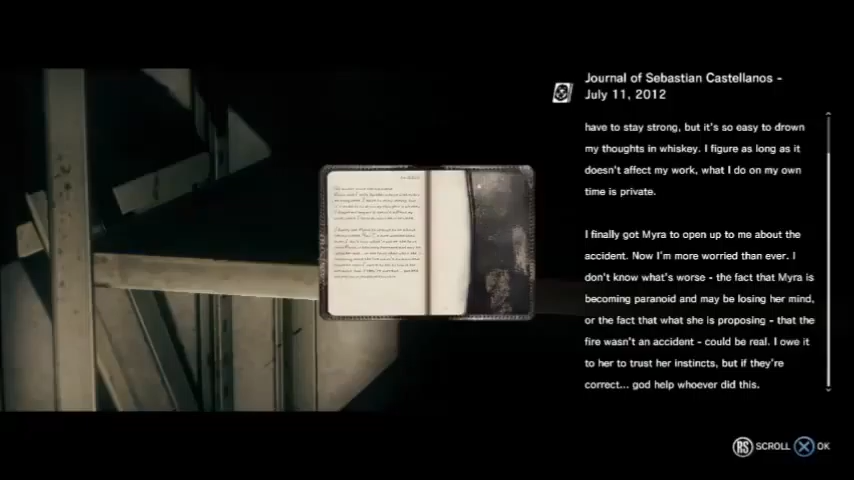 Journal of Sebastian Castellanos -
July 11, 2012
have to stay strong, but it's so easy to drown
my thoughts in whiskey. I figure as long as it
doesn't affect my work, what I do on my own
time is private.
I finally got Myra to open up to me about the
accident. Now I'm more worried than ever. I
don't know what's worse - the fact that Myra is
becoming paranoid and may be losing her mind,
or the fact that what she is proposing - that the
fire wasn't an accident - could be real. I owe it
to her to trust her instincts, but if they're
correct... god help whoever did this.
RS SCROLL X OK